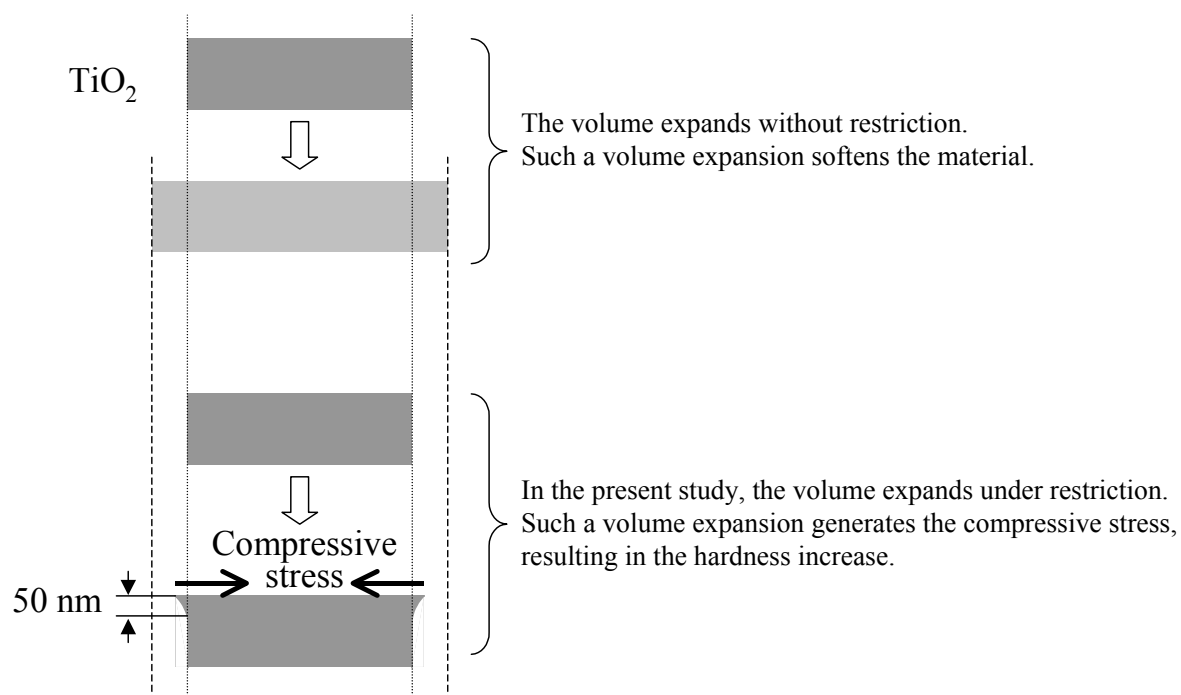 TiO₂
The volume expands without restriction.
Such a volume expansion softens the material.
In the present study, the volume expands under restriction.
Such a volume expansion generates the compressive stress,
resulting in the hardness increase.
Compressive
stress
50 nm